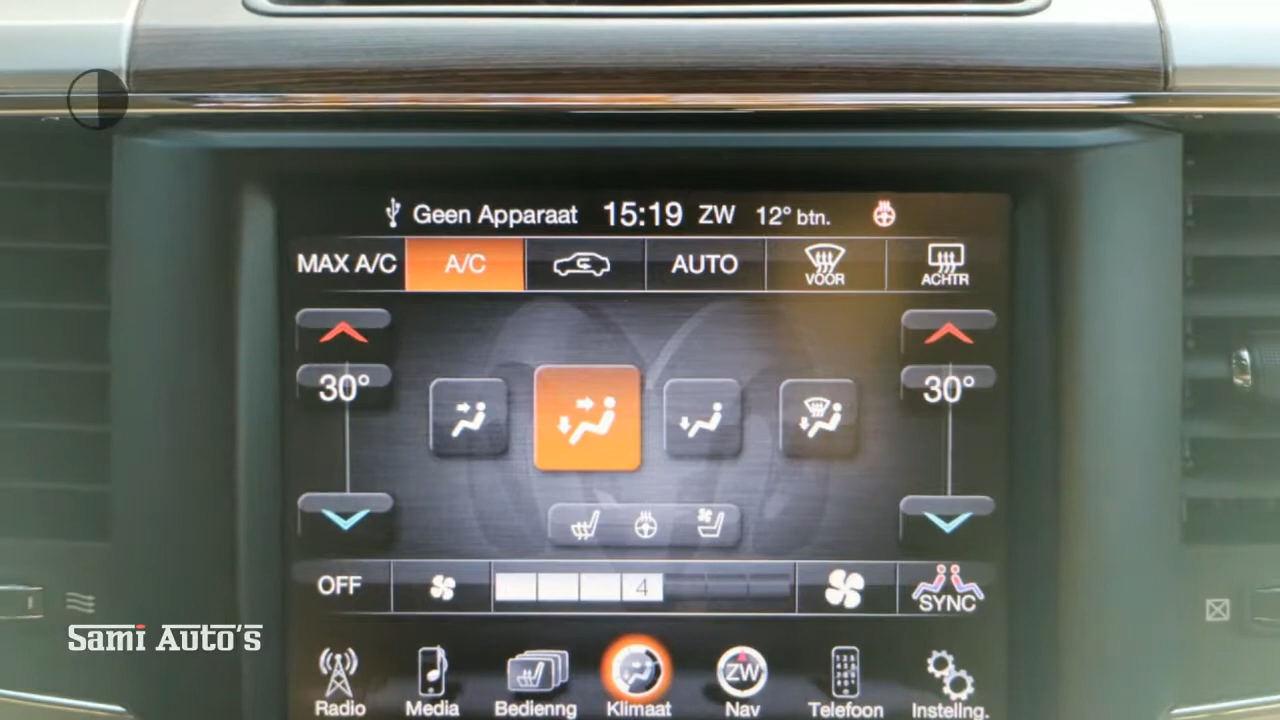 Geen Apparaat 15:19 ZW 12° btn.
MAX A/C A/C AUTO VOOR ACHTR
30° 30°
OFF 4 SYNC
Sami Auto's
ZW
Radio Media Bedienng Klimaat Nav Telefoon Instellng.